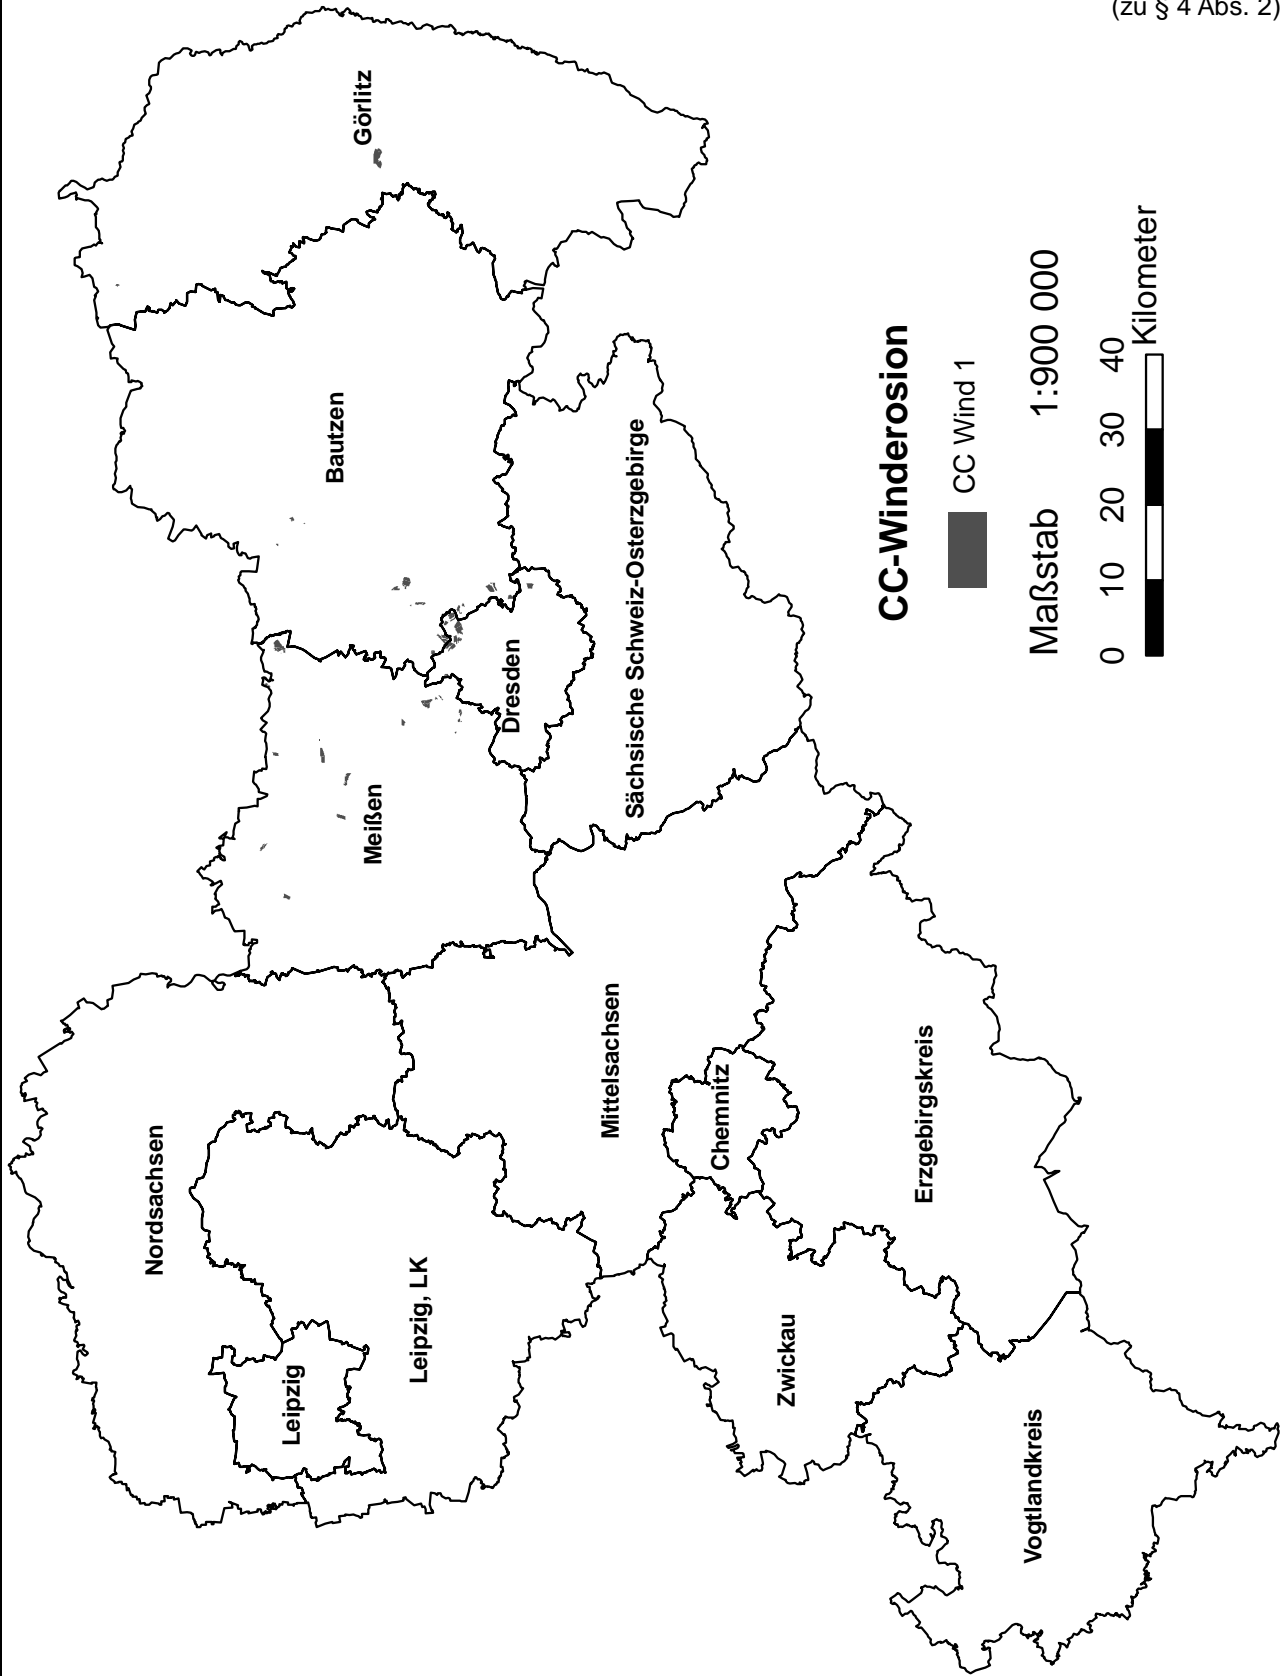 (zu § 4 Abs. 2)
Nordsachsen
Leipzig
Leipzig, LK
Meißen
Bautzen
Görlitz
Dresden
Mittelsachsen
Sächsische Schweiz-Osterzgebirge
Chemnitz
Zwickau
Erzgebirgskreis
Vogtlandkreis
CC-Winderosion
CC Wind 1
Maßstab 1:900 000
0 10 20 30 40
Kilometer